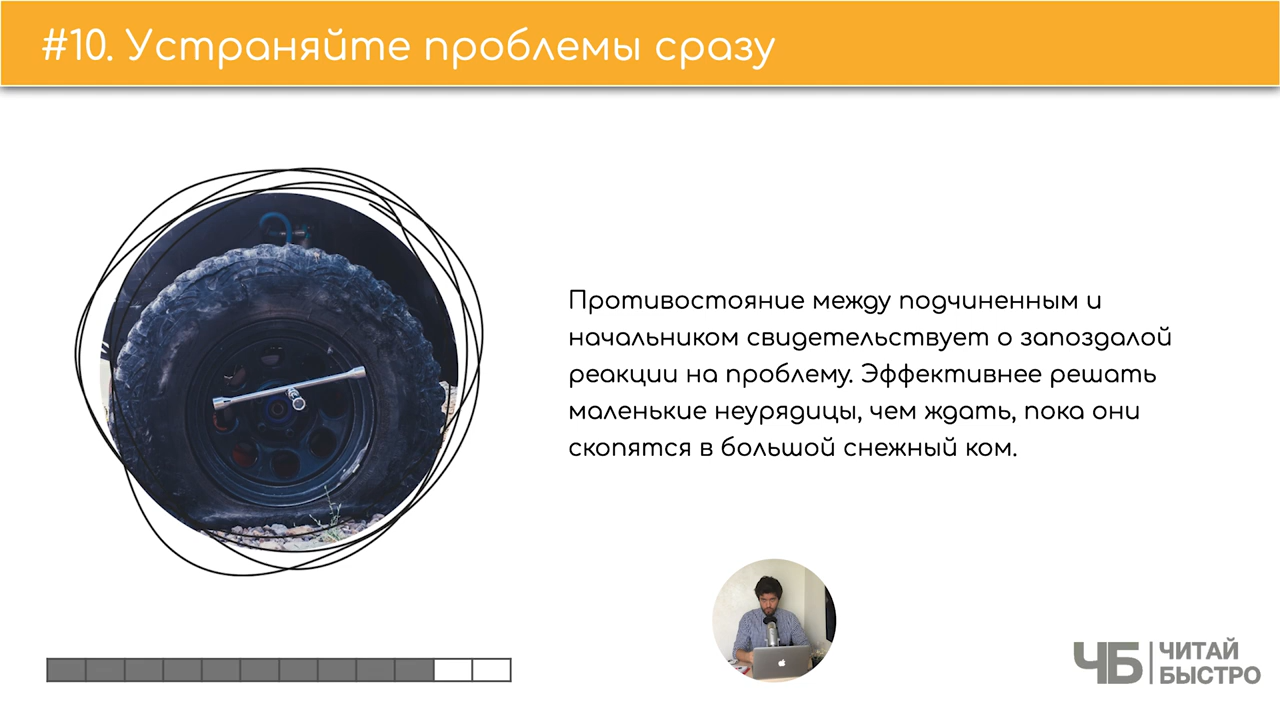 #10. Устраняйте проблемы сразу
Противостояние между подчиненным и
начальником свидетельствует о запоздалой
реакции на проблему. Эффективнее решать
маленькие неурядицы, чем ждать, пока они
скопятся в большой снежный ком.
ЧБ
ЧИТАЙ
БЫСТРО